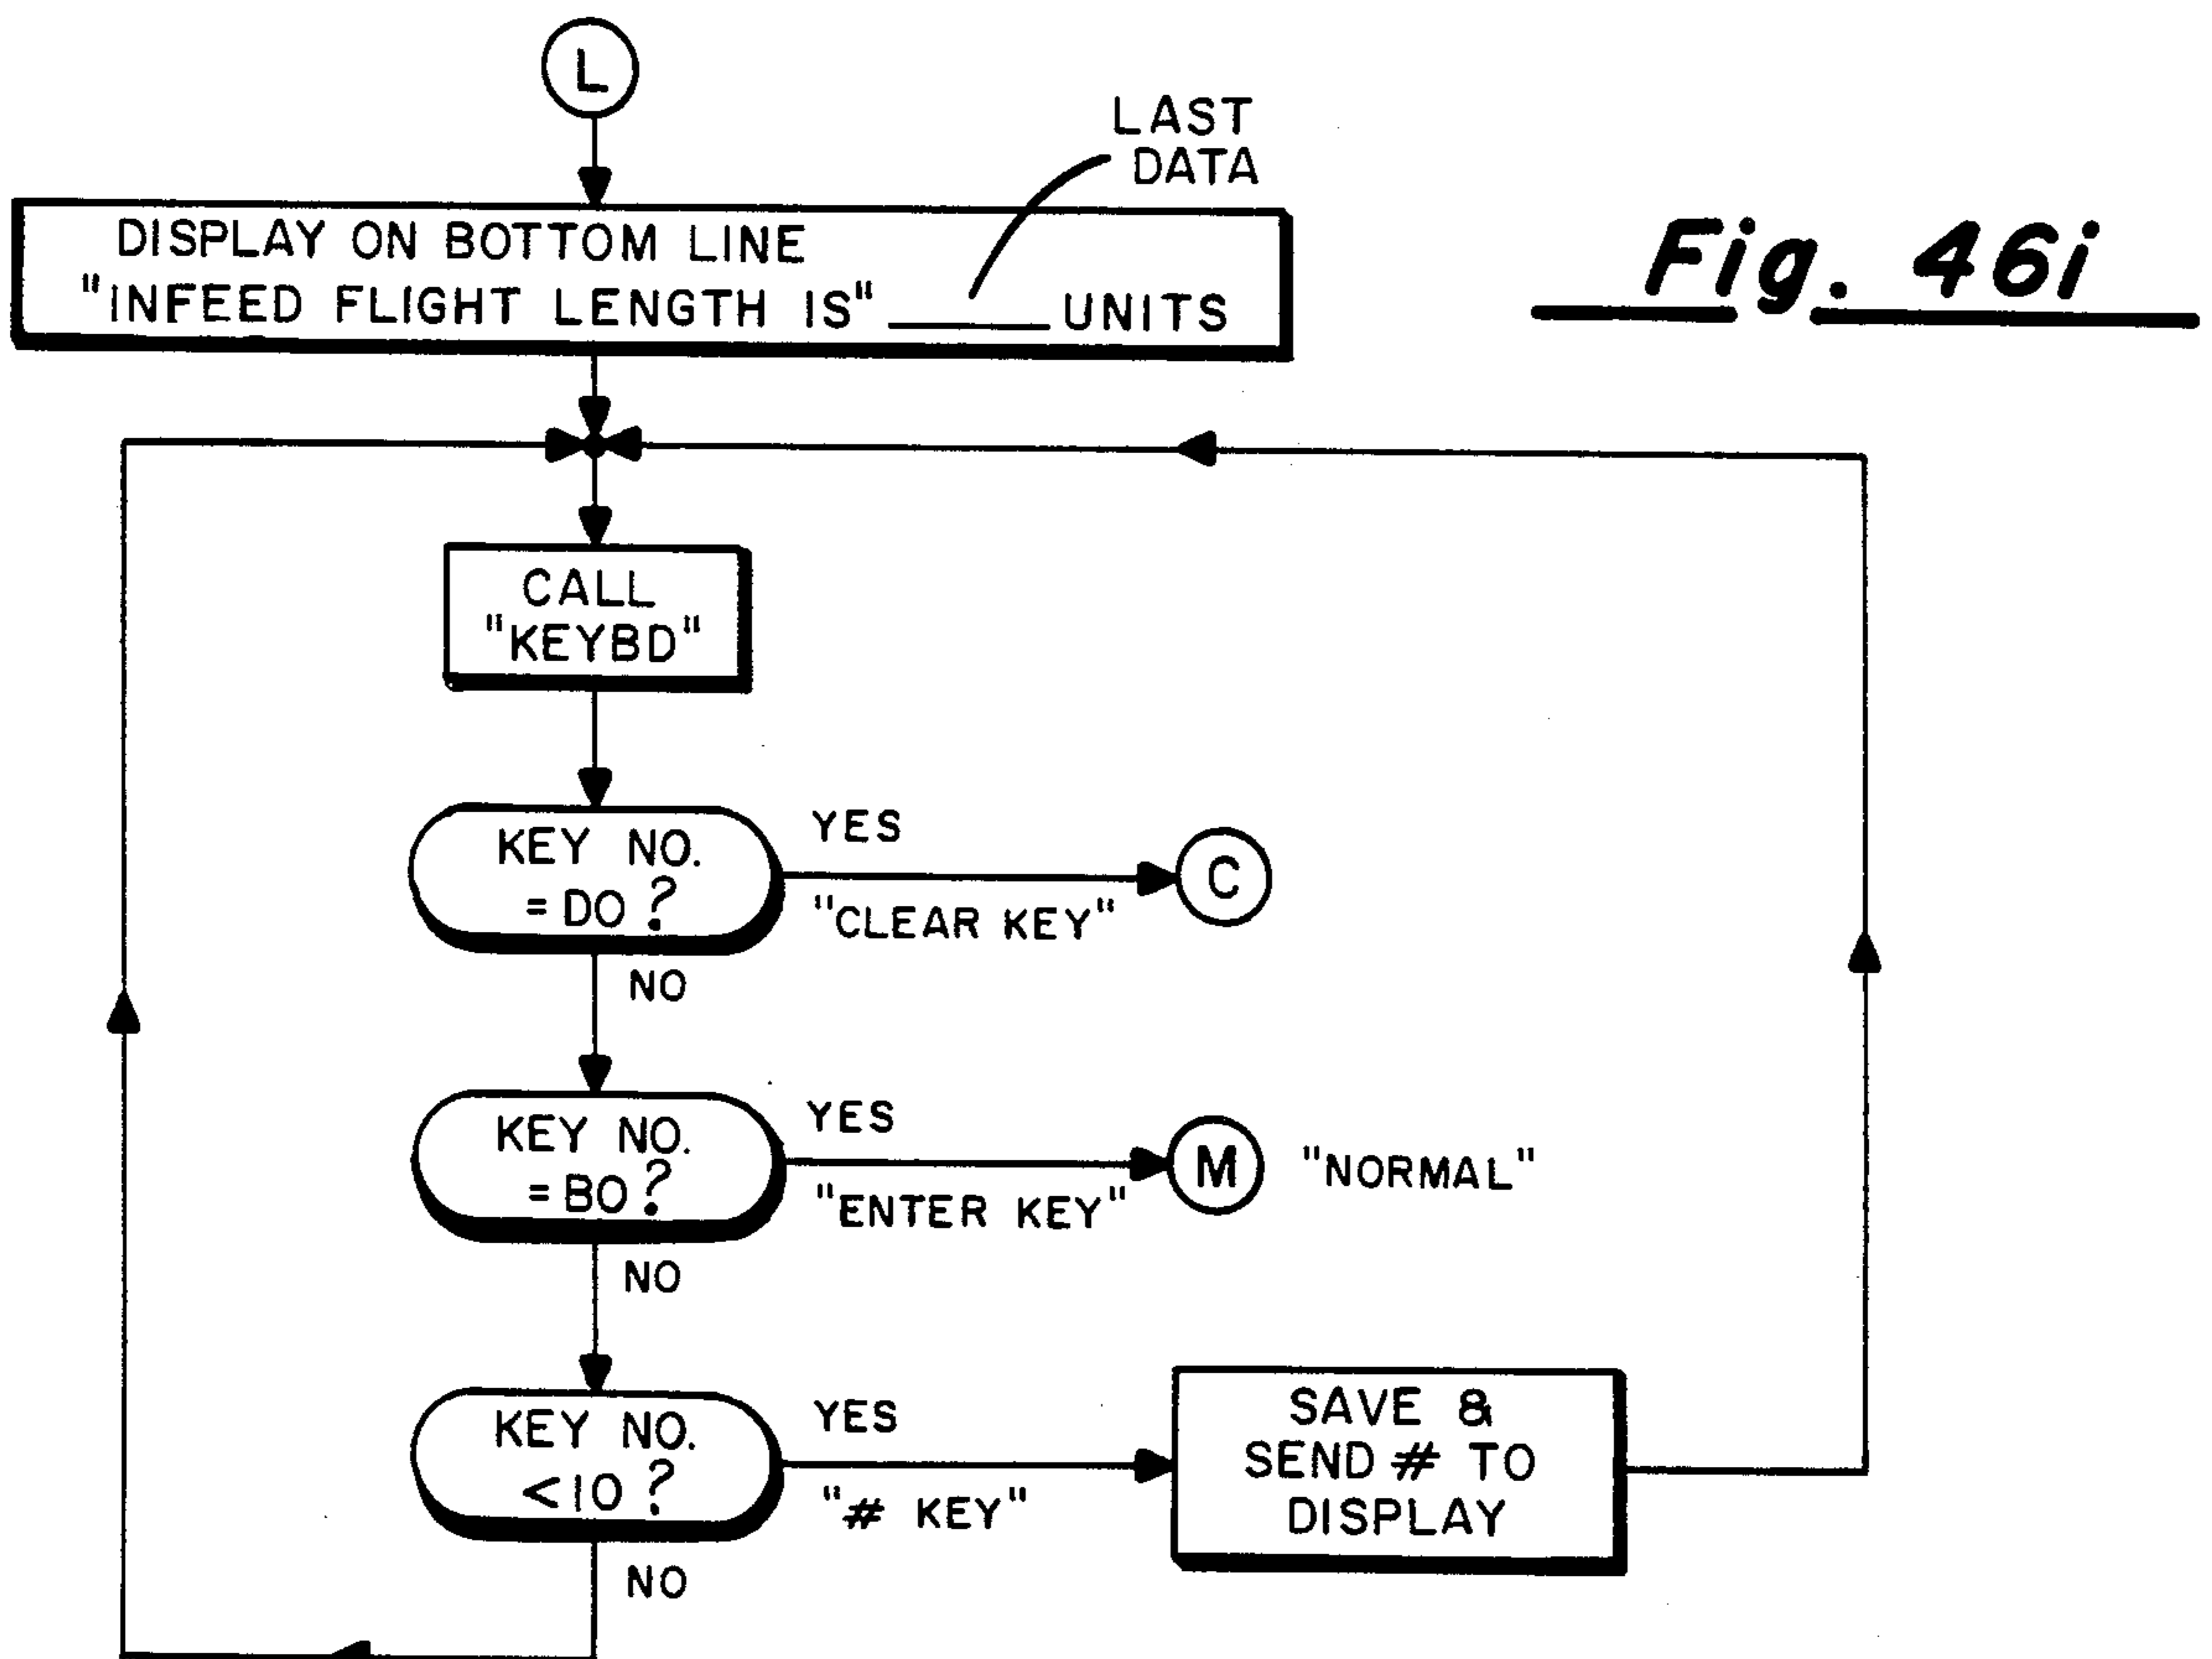 L
LAST
DATA
DISPLAY ON BOTTOM LINE
"INFEED FLIGHT LENGTH IS" _____ UNITS
Fig. 46i
CALL
"KEYBD"
KEY NO.
= DO ?
YES
"CLEAR KEY"
C
NO
KEY NO.
= BO ?
YES
"ENTER KEY"
M
"NORMAL"
NO
KEY NO.
< 10 ?
YES
"# KEY"
SAVE &
SEND # TO
DISPLAY
NO